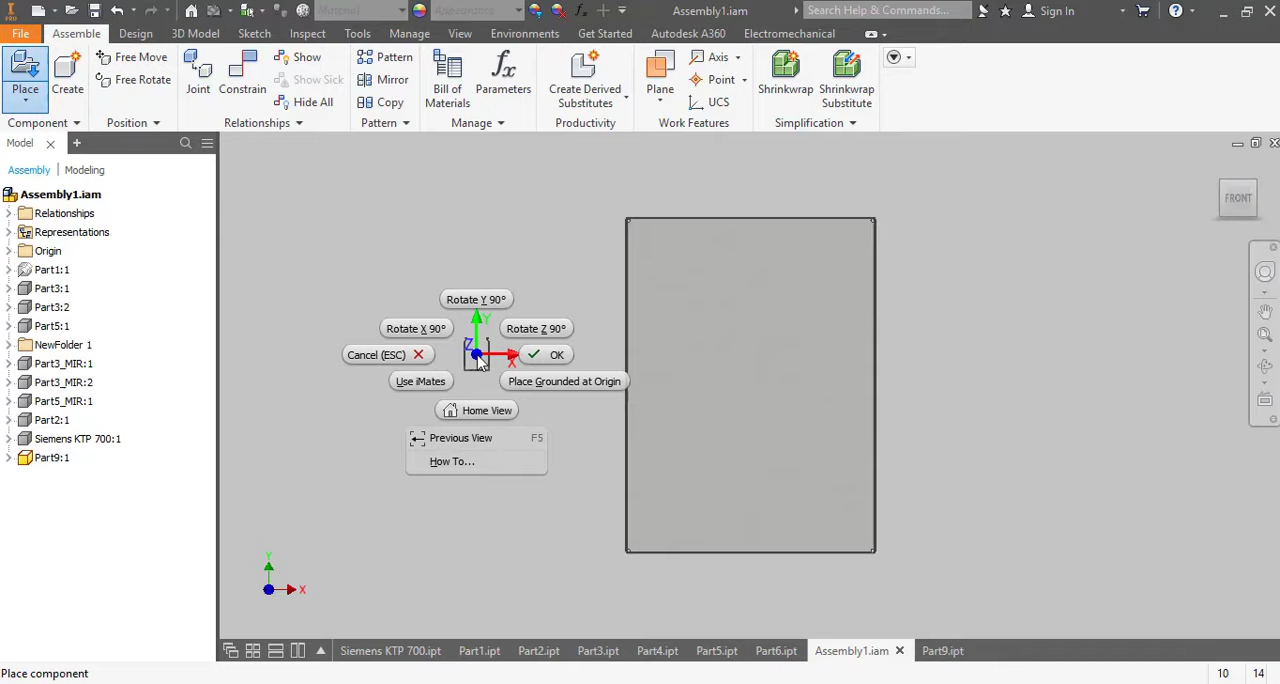 Material
Appearance
Assembly1.iam
Search Help & Commands...
Sign In
PRO
File
Assemble
Design
3D Model
Sketch
Inspect
Tools
Manage
View
Environments
Get Started
Autodesk A360
Electromechanical
Place
Create
Component
Free Move
Free Rotate
Position
Joint
Constrain
Show
Show Sick
Hide All
Relationships
Pattern
Mirror
Copy
Pattern
Bill of
Materials
Parameters
Manage
Create Derived
Substitutes
Productivity
Plane
Axis
Point
UCS
Work Features
Shrinkwrap
Shrinkwrap
Substitute
Simplification
Model
Assembly | Modeling
Assembly1.iam
Relationships
Representations
Origin
Part1:1
Part3:1
Part3:2
Part5:1
NewFolder 1
Part3_MIR:1
Part3_MIR:2
Part5_MIR:1
Part2:1
Siemens KTP 700:1
Part9:1
FRONT
Rotate Y 90°
Rotate X 90°
Rotate Z 90°
Y
Z
X
Cancel (ESC)
OK
Use iMates
Place Grounded at Origin
Home View
Previous View F5
How To...
Y
X
Siemens KTP 700.ipt
Part1.ipt
Part2.ipt
Part3.ipt
Part4.ipt
Part5.ipt
Part6.ipt
Assembly1.iam
Part9.ipt
Place component
10
14